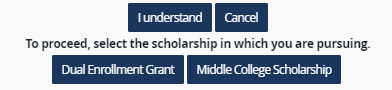 I understand Cancel
To proceed, select the scholarship in which you are pursuing.
Dual Enrollment Grant Middle College Scholarship